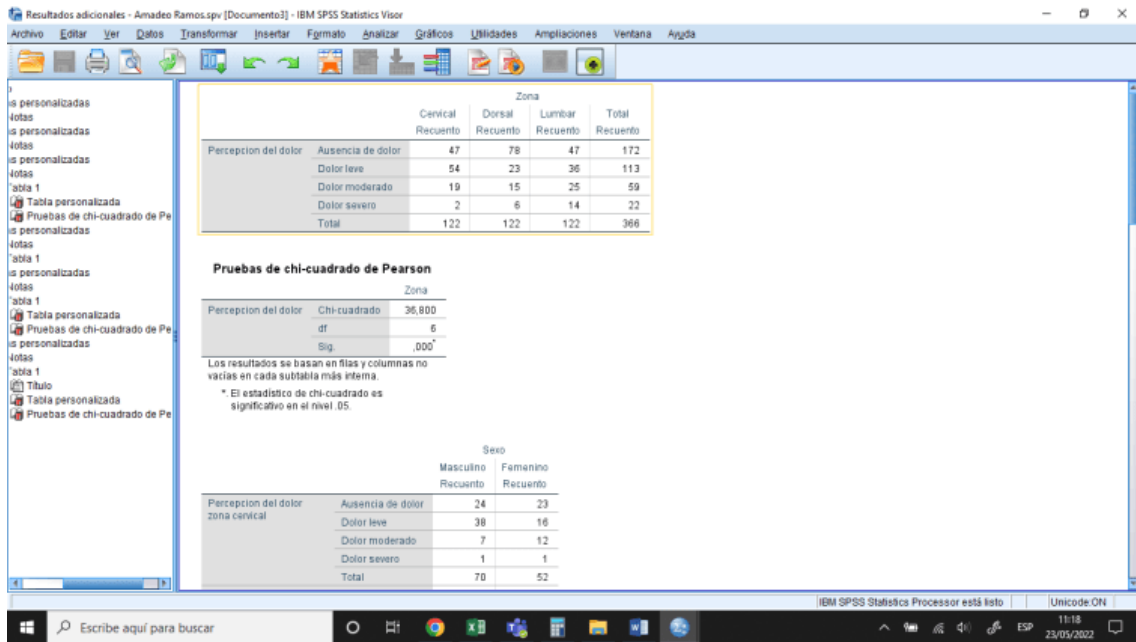 Resultados adicionales - Amadeo Ramos.spv [Documento3] - IBM SPSS Statistics Visor
Archivo Editar Ver Datos Transformar Insertar Formato Analizar Gráficos Utilidades Ampliaciones Ventana Ayuda
s personalizadas
Notas
s personalizadas
Notas
s personalizadas
Notas
Tabla 1
Tabla personalizada
Pruebas de chi-cuadrado de Pe
s personalizadas
Notas
Tabla 1
s personalizadas
Notas
Tabla 1
Tabla personalizada
Pruebas de chi-cuadrado de Pe
s personalizadas
Notas
Tabla 1
Título
Tabla personalizada
Pruebas de chi-cuadrado de Pe
Zona
Cervical Dorsal Lumbar Total
Recuento Recuento Recuento Recuento
Percepcion del dolor Ausencia de dolor 47 78 47 172
Dolor leve 54 23 36 113
Dolor moderado 19 15 25 59
Dolor severo 2 6 14 22
Total 122 122 122 366
Pruebas de chi-cuadrado de Pearson
Zona
Percepcion del dolor Chi-cuadrado 36,800
df 6
Sig. ,000*
Los resultados se basan en filas y columnas no
vacías en cada subtabla más interna.
*. El estadístico de chi-cuadrado es
significativo en el nivel .05.
Sexo
Masculino Femenino
Recuento Recuento
Percepcion del dolor Ausencia de dolor 24 23
zona cervical
Dolor leve 38 16
Dolor moderado 7 12
Dolor severo 1 1
Total 70 52
IBM SPSS Statistics Processor está listo Unicode:ON
Escribe aquí para buscar
ESP
11:18
23/05/2022